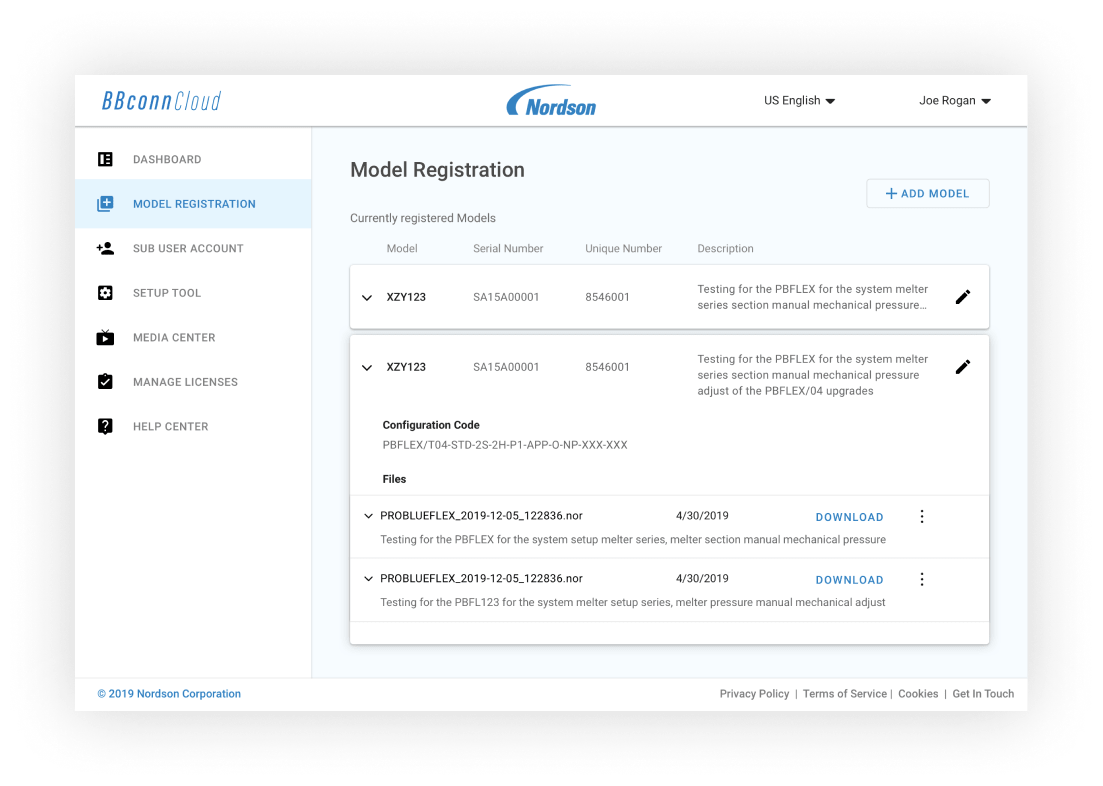 BBconnCloud
Nordson
US English
Joe Rogan
DASHBOARD
MODEL REGISTRATION
SUB USER ACCOUNT
SETUP TOOL
MEDIA CENTER
MANAGE LICENSES
HELP CENTER
Model Registration
+ ADD MODEL
Currently registered Models
Model Serial Number Unique Number Description
XZY123 SA15A00001 8546001 Testing for the PBFLEX for the system melter
series section manual mechanical pressure...
XZY123 SA15A00001 8546001 Testing for the PBFLEX for the system melter
series section manual mechanical pressure
adjust of the PBFLEX/04 upgrades
Configuration Code
PBFLEX/T04-STD-2S-2H-P1-APP-O-NP-XXX-XXX
Files
PROBLUEFLEX_2019-12-05_122836.nor 4/30/2019 DOWNLOAD
Testing for the PBFLEX for the system setup melter series, melter section manual mechanical pressure
PROBLUEFLEX_2019-12-05_122836.nor 4/30/2019 DOWNLOAD
Testing for the PBFL123 for the system melter setup series, melter pressure manual mechanical adjust
© 2019 Nordson Corporation
Privacy Policy | Terms of Service | Cookies | Get In Touch